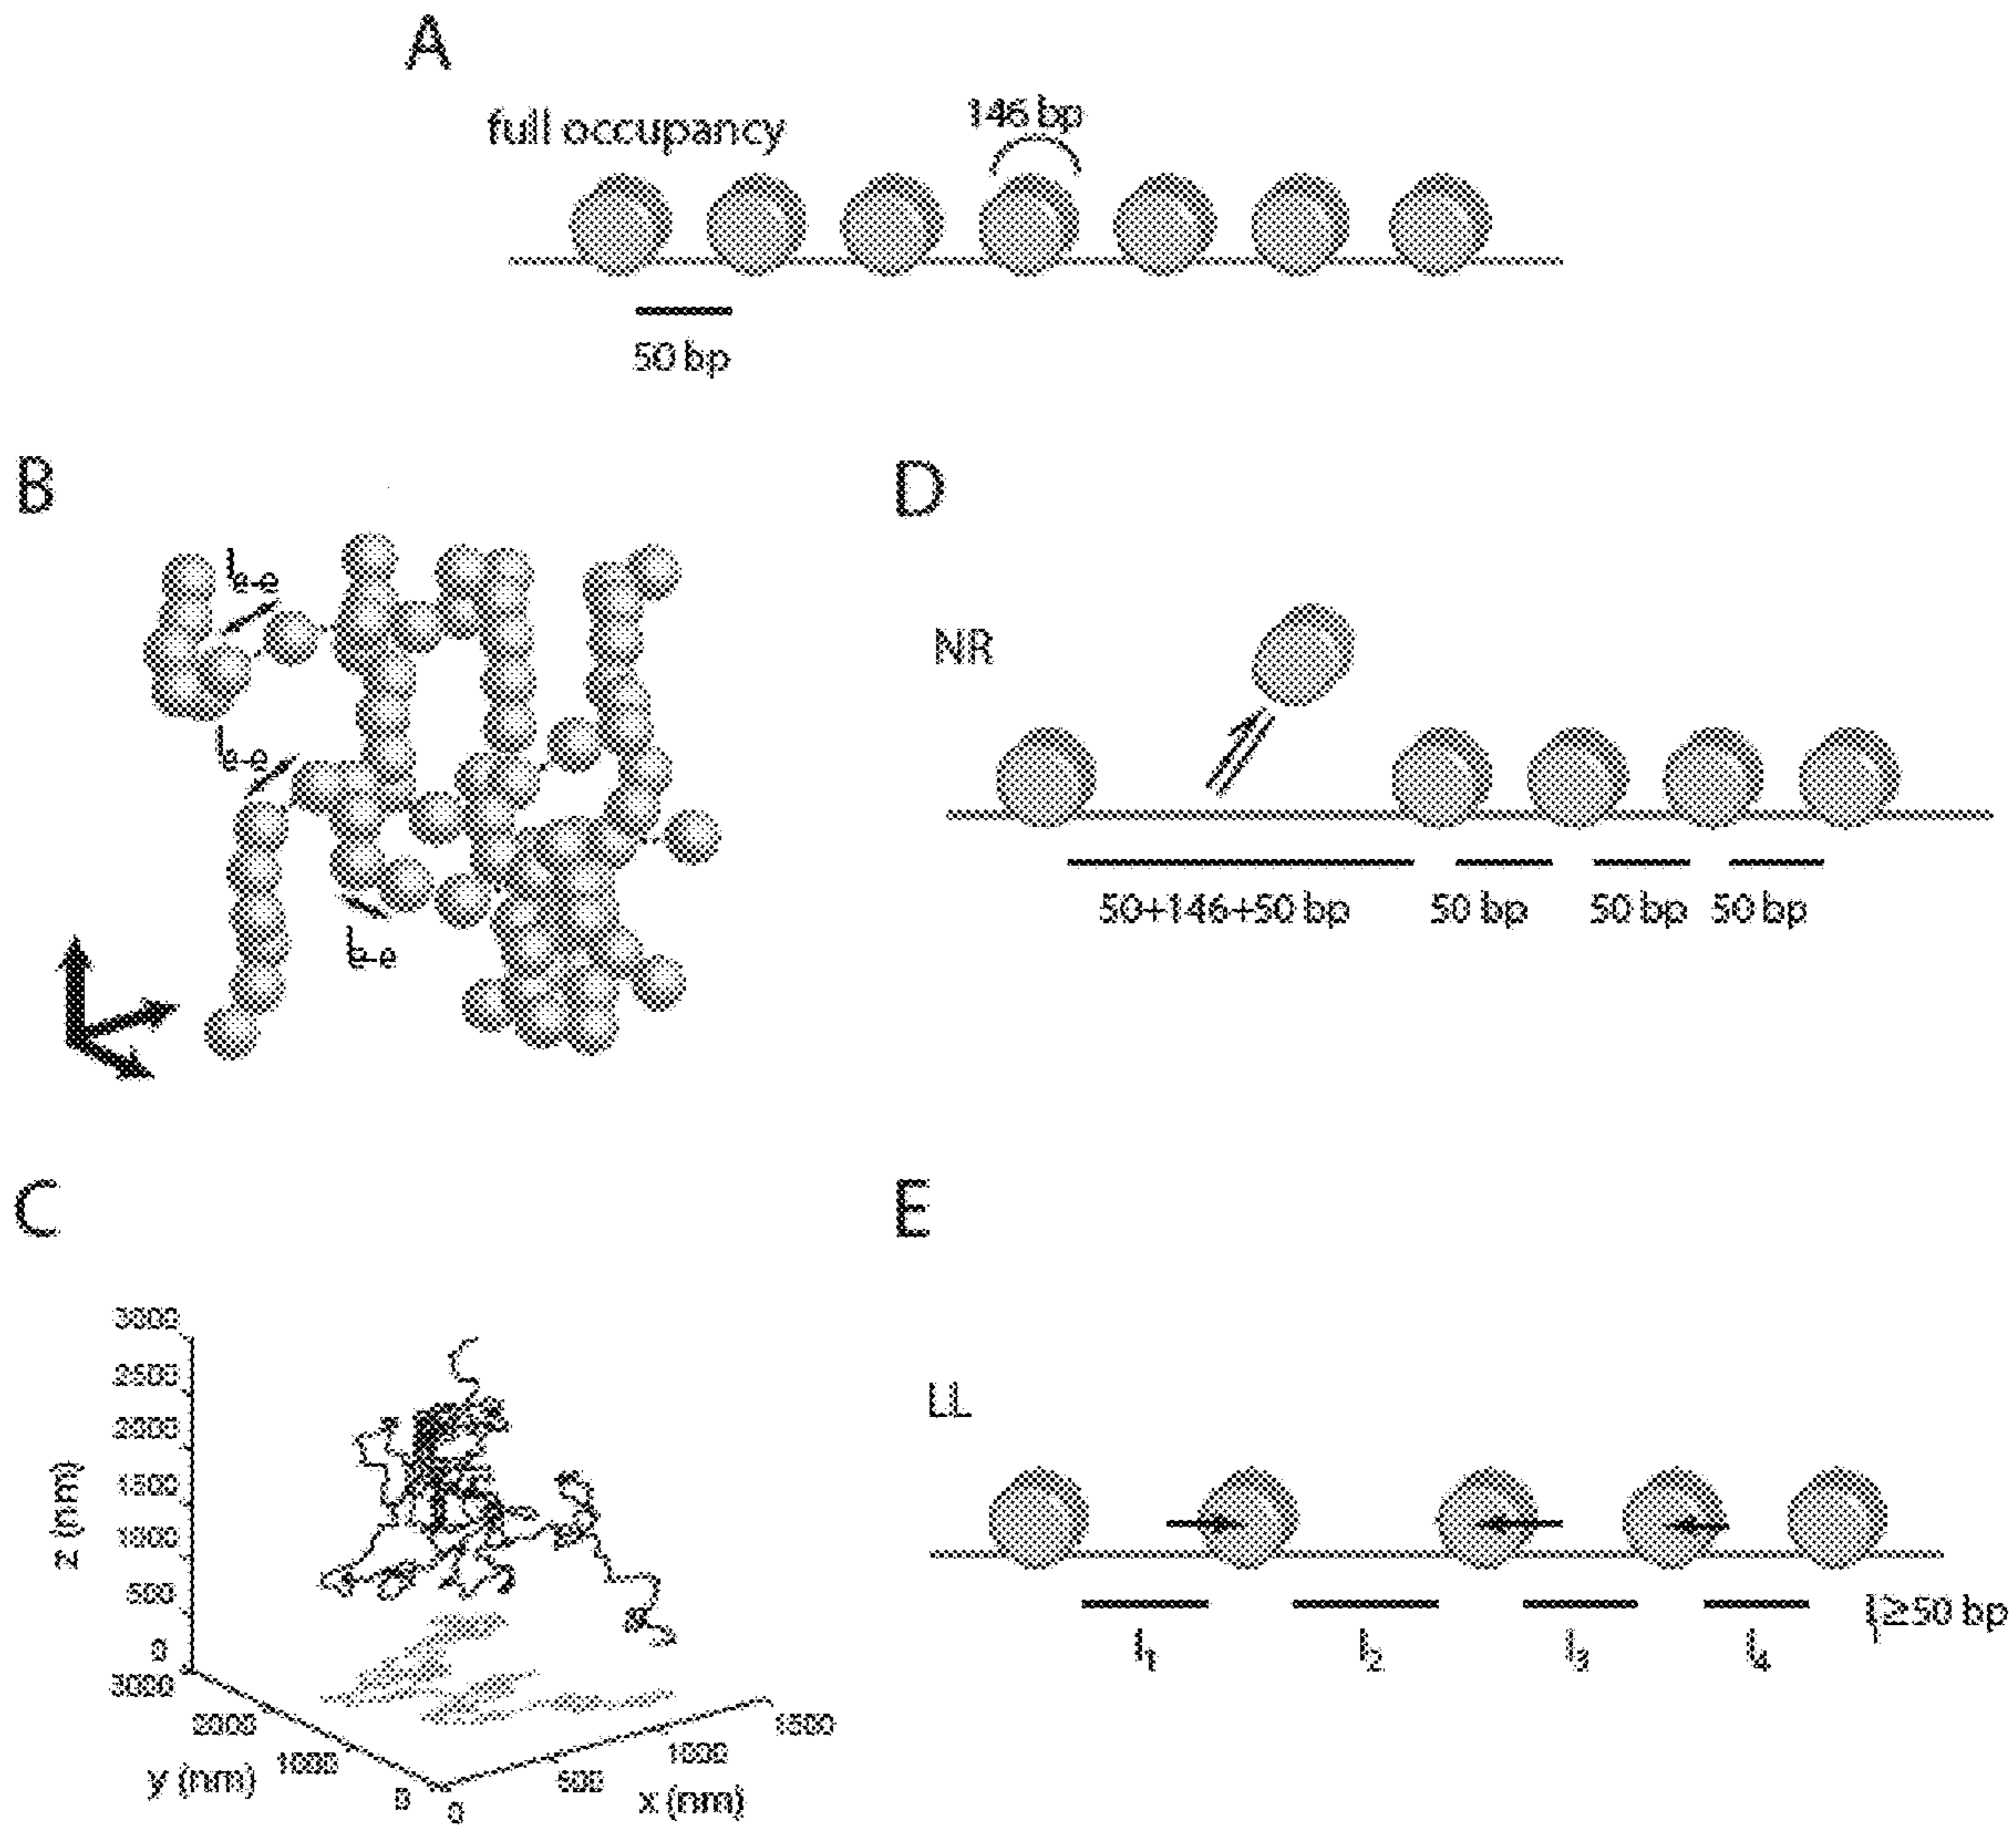 A
full occupancy
146 bp
50 bp
B
l e-e
l e-e
l e-e
C
3000
2500
2000
1500
1000
500
0
z (nm)
3000
2000
1000
0
y (nm)
0
500
1000
1500
x (nm)
D
NR
50+146+50 bp
50 bp
50 bp
50 bp
E
LL
l1
l2
l3
l4
li≥50 bp